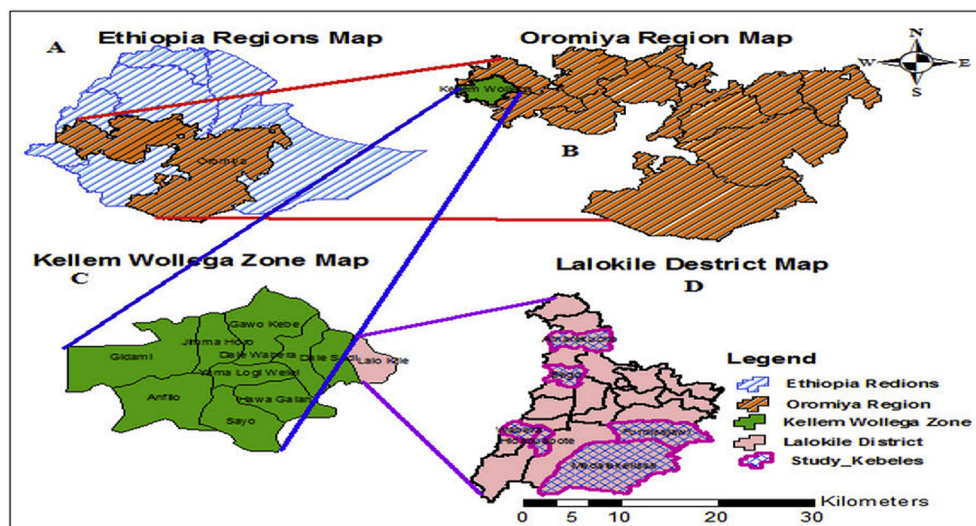 A
Ethiopia Regions Map
Oromiya Region Map
N
W E
S
Kellem Wollega
Oromiya
B
Kellem Wollega Zone Map
C
Lalokile Destrict Map
D
Gawo Kebe
Jimma Horo
Gidami
Dale Wabera
Dale Sadi
Lalo Kile
Yama Logi Welel
Anfilo
Hawa Galan
Sayo
Legend
Ethiopia Redions
Oromiya Region
Kellem Wollega Zone
Lalokile District
Study_Kebeles
Kilometers
0 3 5 10 20 30